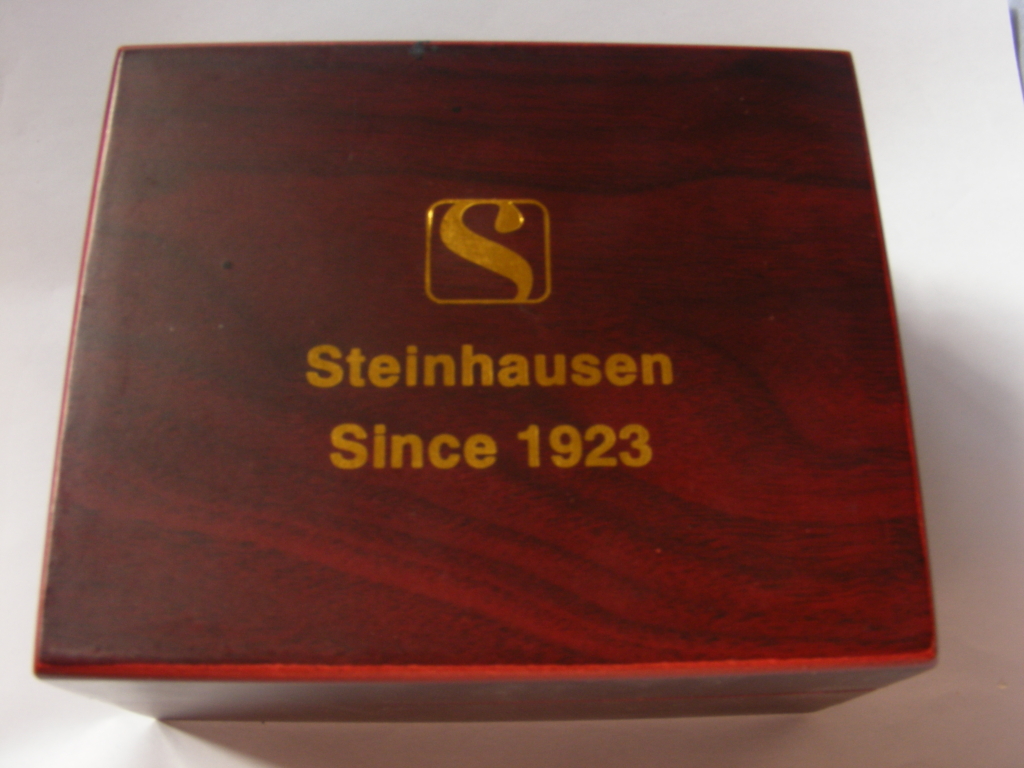 S
Steinhausen
Since 1923